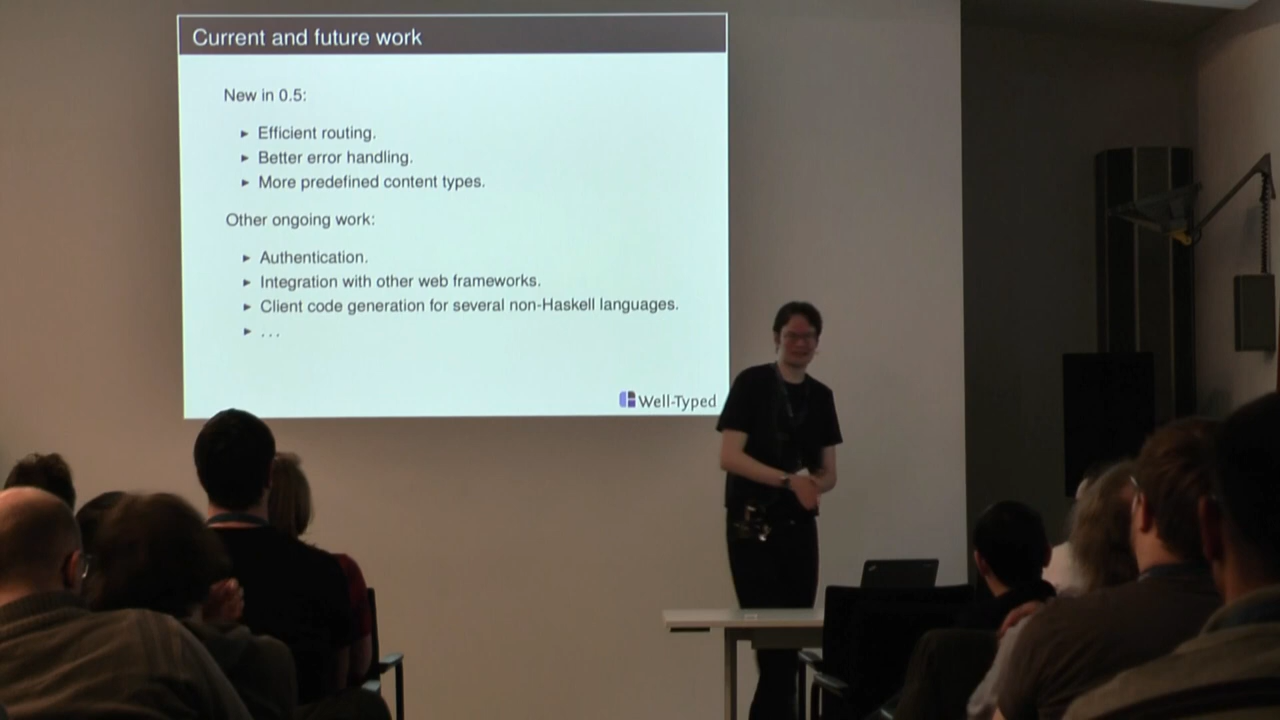 Current and future work
New in 0.5:
► Efficient routing.
► Better error handling.
► More predefined content types.
Other ongoing work:
► Authentication.
► Integration with other web frameworks.
► Client code generation for several non-Haskell languages.
► . . .
Well-Typed